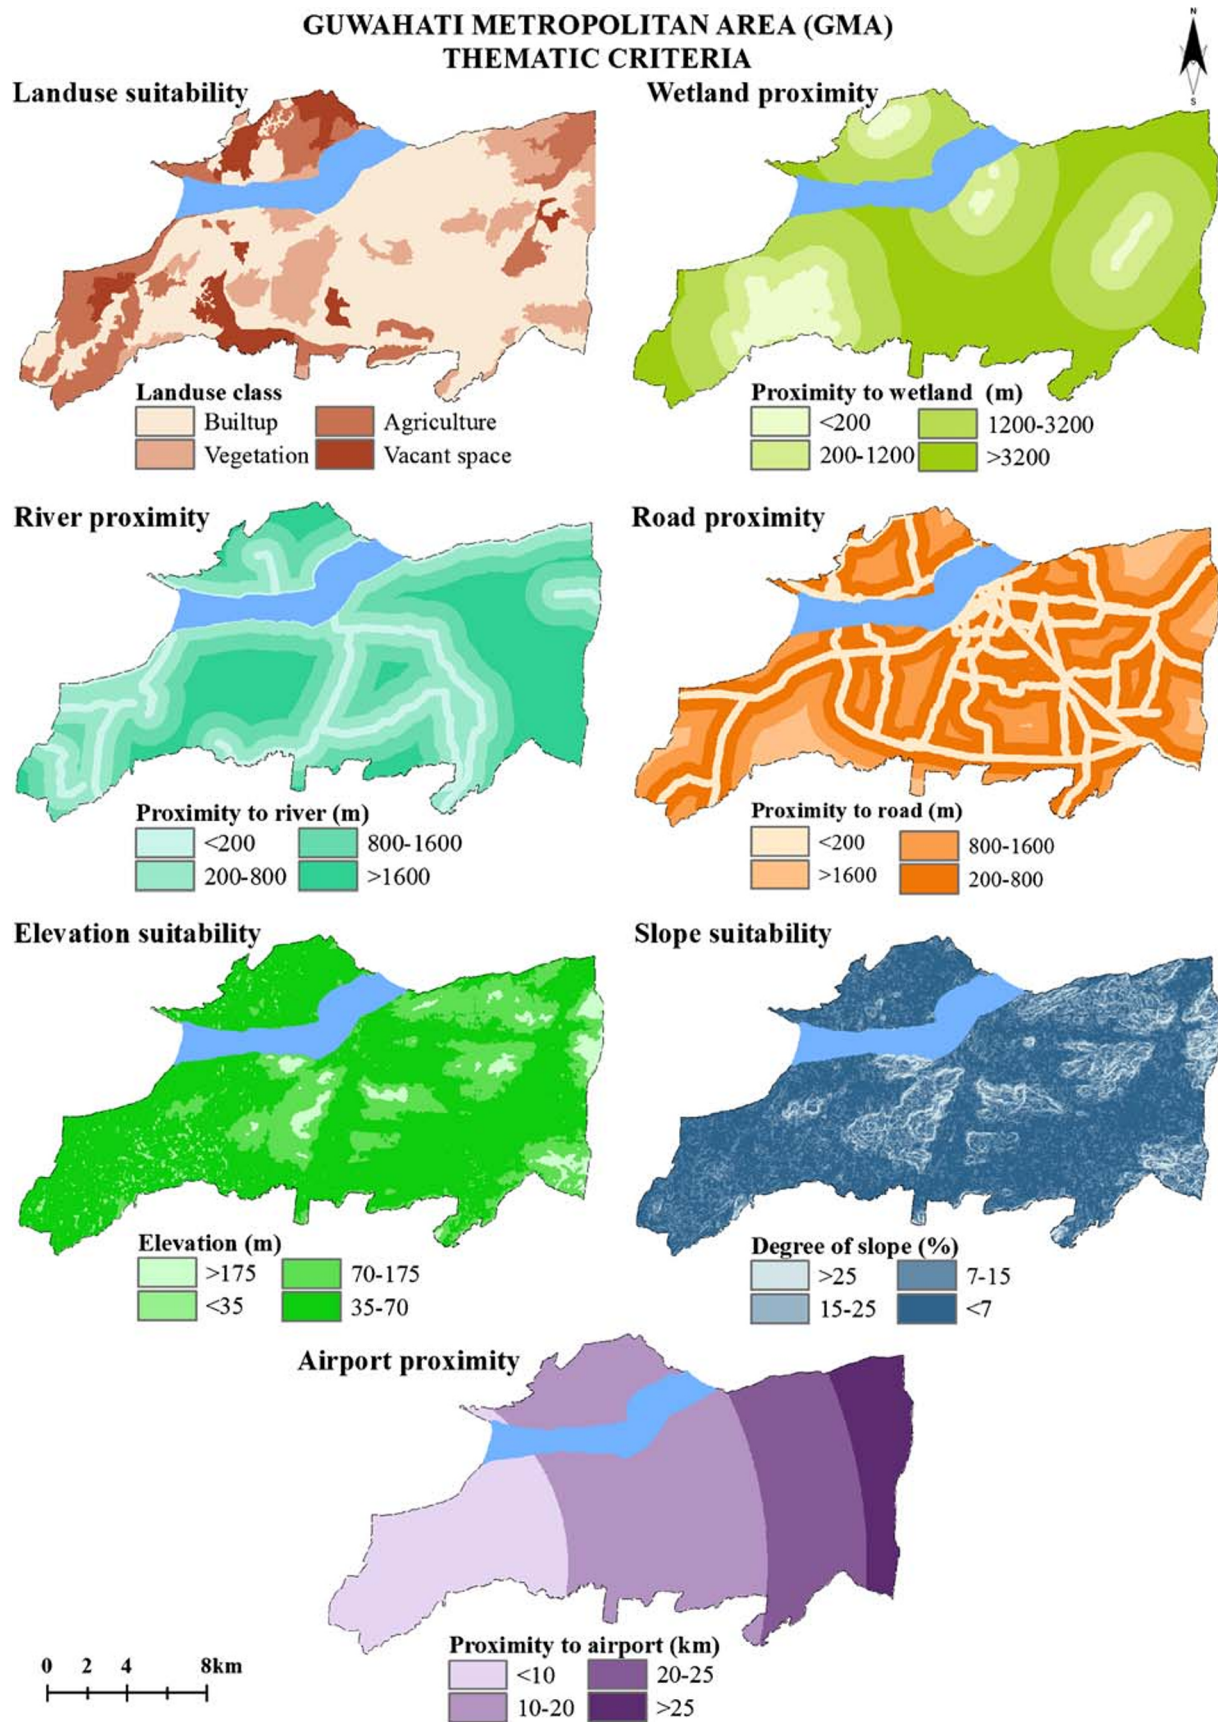 GUWAHATI METROPOLITAN AREA (GMA)
THEMATIC CRITERIA
N
S
Landuse suitability
Landuse class
Builtup
Agriculture
Vegetation
Vacant space
Wetland proximity
Proximity to wetland (m)
<200
1200-3200
200-1200
>3200
River proximity
Proximity to river (m)
<200
800-1600
200-800
>1600
Road proximity
Proximity to road (m)
<200
800-1600
>1600
200-800
Elevation suitability
Elevation (m)
>175
70-175
<35
35-70
Slope suitability
Degree of slope (%)
>25
7-15
15-25
<7
Airport proximity
Proximity to airport (km)
<10
20-25
10-20
>25
0 2 4 8km